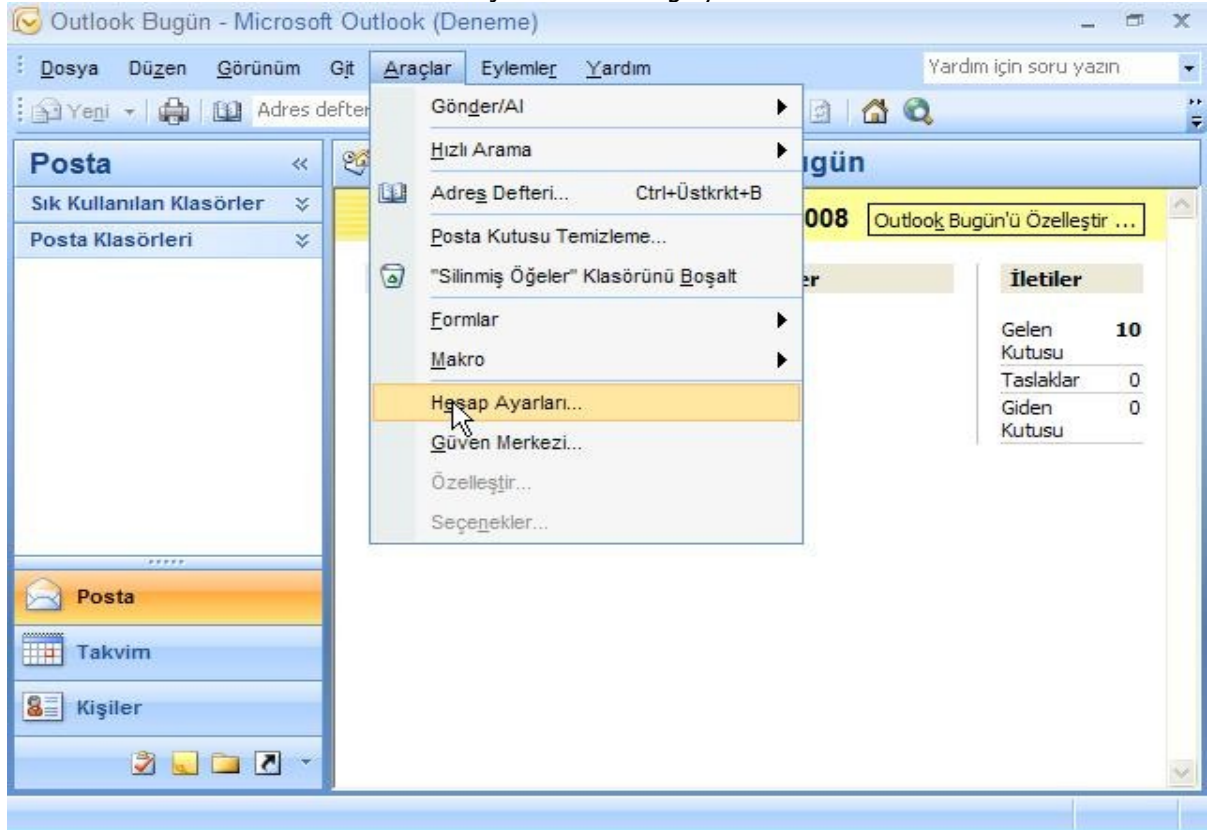 Outlook Bugün - Microsoft Outlook (Deneme)
Dosya Düzen Görünüm Git Araçlar Eylemler Yardım Yardım için soru yazın
Yeni Adres defter
Gönder/Al
Hızlı Arama
Adres Defteri... Ctrl+Üstkrkt+B
Posta Kutusu Temizleme...
"Silinmiş Öğeler" Klasörünü Boşalt
Formlar
Makro
Hesap Ayarları...
Güven Merkezi...
Özelleştir...
Seçenekler...
Posta
Sık Kullanılan Klasörler
Posta Klasörleri
ugün
008 Outlook Bugün'ü Özelleştir ...
er
İletiler
Gelen Kutusu 10
Taslaklar 0
Giden Kutusu 0
Posta
Takvim
Kişiler